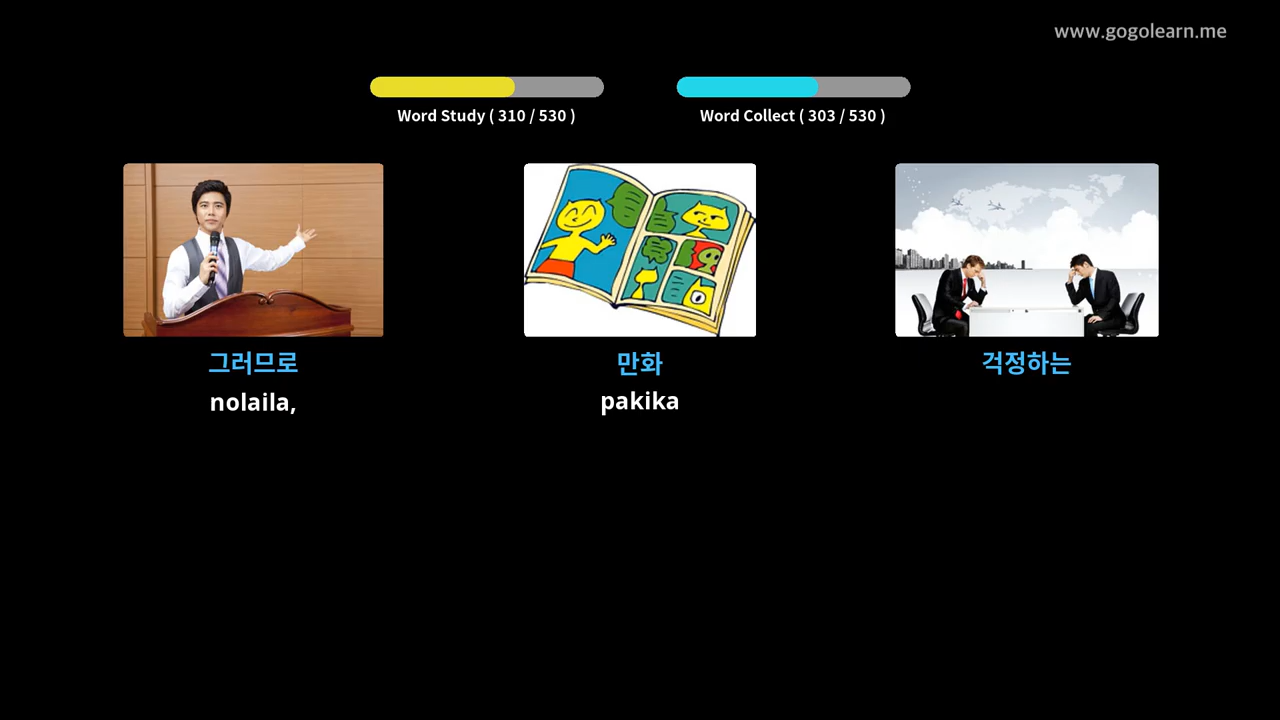 www.gogolearn.me
Word Study ( 310 / 530 )
Word Collect ( 303 / 530 )
그러므로
만화
걱정하는
nolaila,
pakika